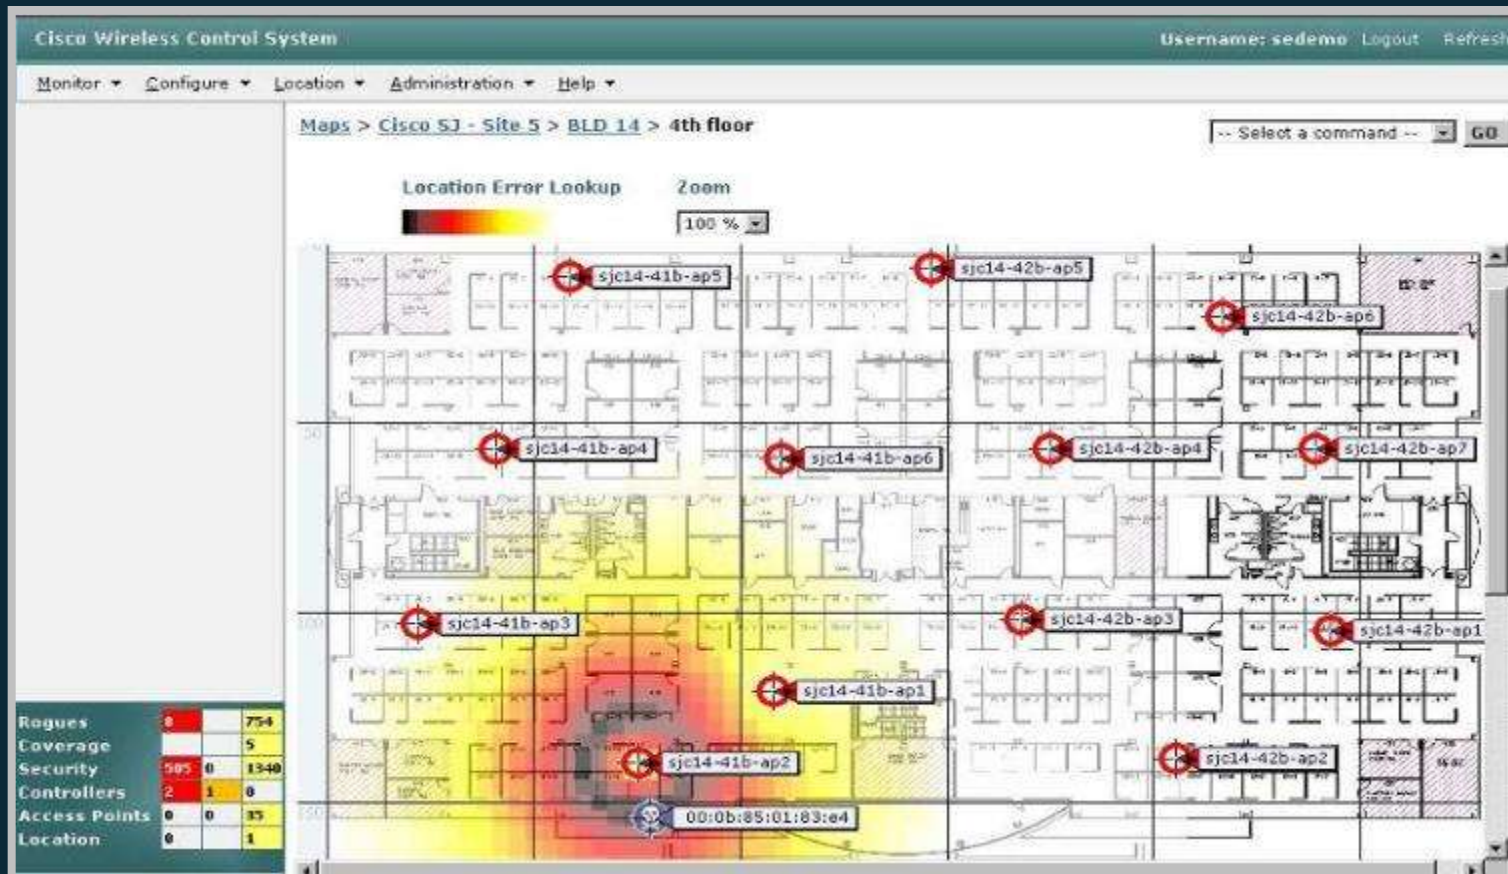 Cisco Wireless Control System
Username: sedemo Logout Refresh
Monitor Configure Location Administration Help
Maps > Cisco SJ - Site 5 > BLD 14 > 4th floor
-- Select a command -- GO
Location Error Lookup Zoom
100 %
sjc14-41b-ap5 sjc14-42b-ap5
sjc14-42b-ap6
50
sjc14-41b-ap4 sjc14-41b-ap6 sjc14-42b-ap4 sjc14-42b-ap7
100
sjc14-41b-ap3 sjc14-42b-ap3 sjc14-42b-ap1
sjc14-41b-ap1
sjc14-41b-ap2 sjc14-42b-ap2
150
00:0b:85:01:83:e4
Rogues 0 754
Coverage 5
Security 505 0 1340
Controllers 2 1 0
Access Points 0 0 35
Location 0 1